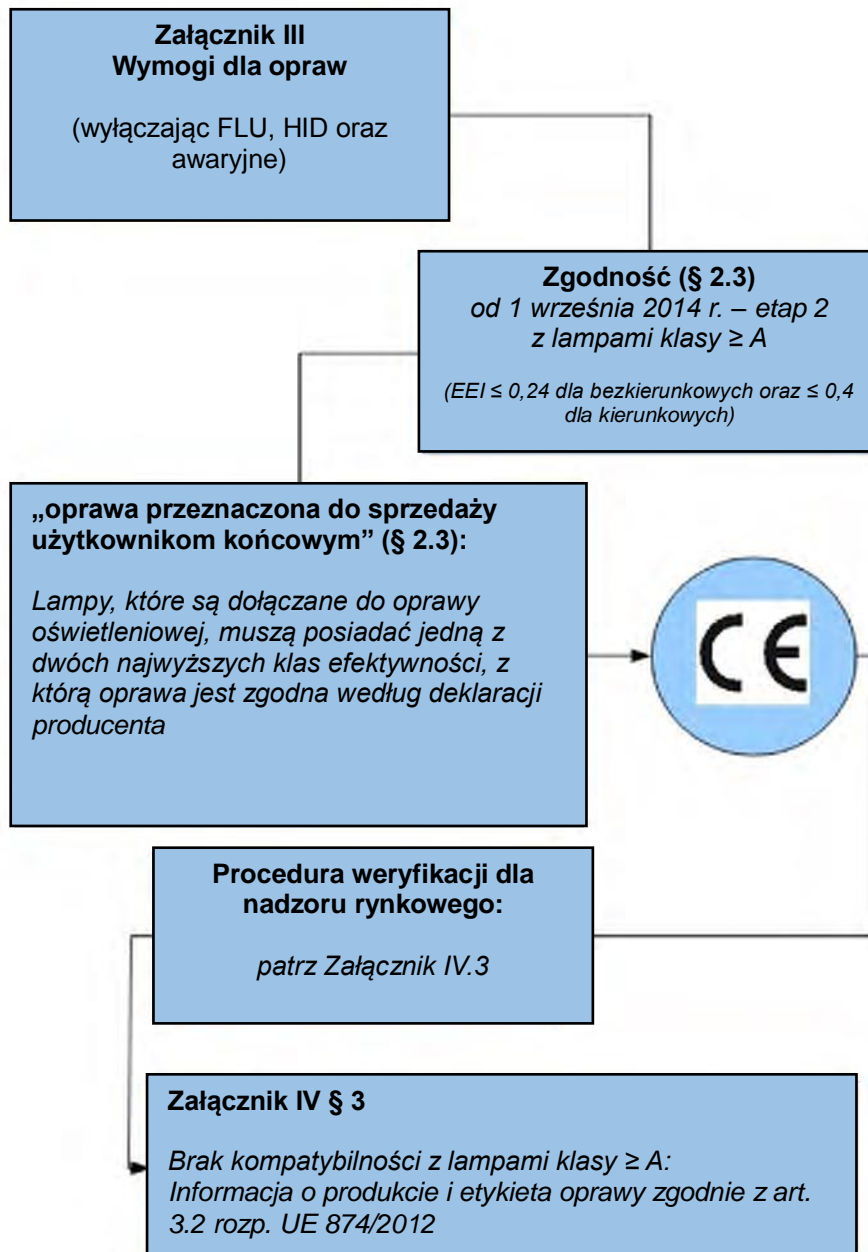 Załącznik III
Wymogi dla opraw
(wyłączając FLU, HID oraz
awaryjne)
Zgodność (§ 2.3)
od 1 września 2014 r. – etap 2
z lampami klasy ≥ A
(EEI ≤ 0,24 dla bezkierunkowych oraz ≤ 0,4
dla kierunkowych)
„oprawa przeznaczona do sprzedaży
użytkownikom końcowym” (§ 2.3):
Lampy, które są dołączane do oprawy
oświetleniowej, muszą posiadać jedną z
dwóch najwyższych klas efektywności, z
którą oprawa jest zgodna według deklaracji
producenta
CE
Procedura weryfikacji dla
nadzoru rynkowego:
patrz Załącznik IV.3
Załącznik IV § 3
Brak kompatybilności z lampami klasy ≥ A:
Informacja o produkcie i etykieta oprawy zgodnie z art.
3.2 rozp. UE 874/2012